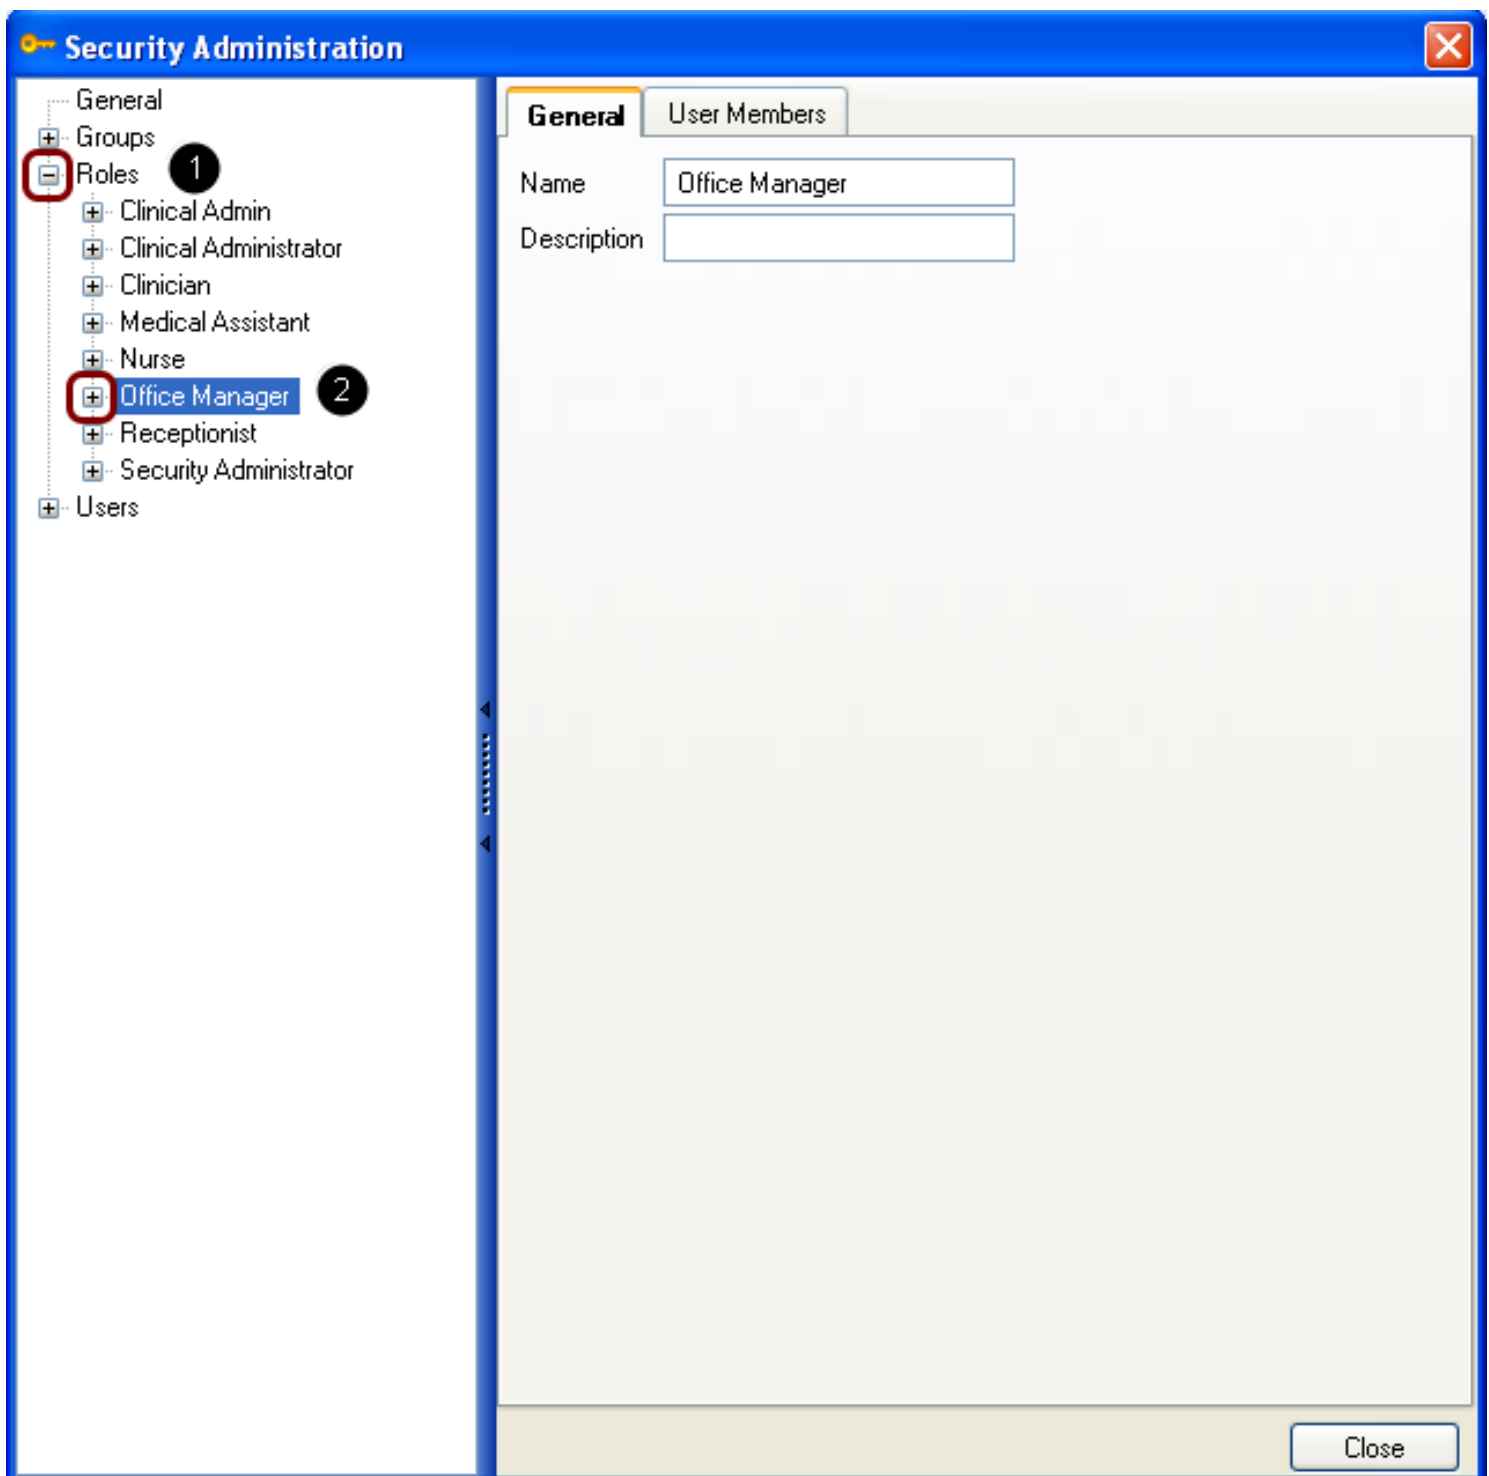 Security Administration
General
Groups
Roles 1
Clinical Admin
Clinical Administrator
Clinician
Medical Assistant
Nurse
Office Manager 2
Receptionist
Security Administrator
Users
General User Members
Name Office Manager
Description
Close